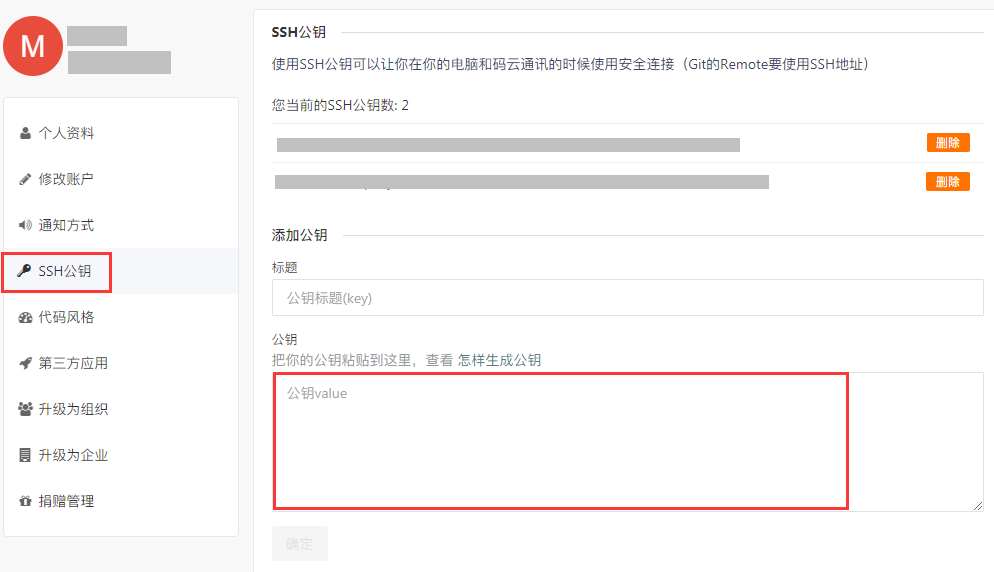 M
个人资料
修改账户
通知方式
SSH公钥
代码风格
第三方应用
升级为组织
升级为企业
捐赠管理
SSH公钥
使用SSH公钥可以让你在你的电脑和码云通讯的时候使用安全连接（Git的Remote要使用SSH地址）
您当前的SSH公钥数: 2
删除
删除
添加公钥
标题
公钥标题(key)
公钥
把你的公钥粘贴到这里，查看 怎样生成公钥
公钥value
确定